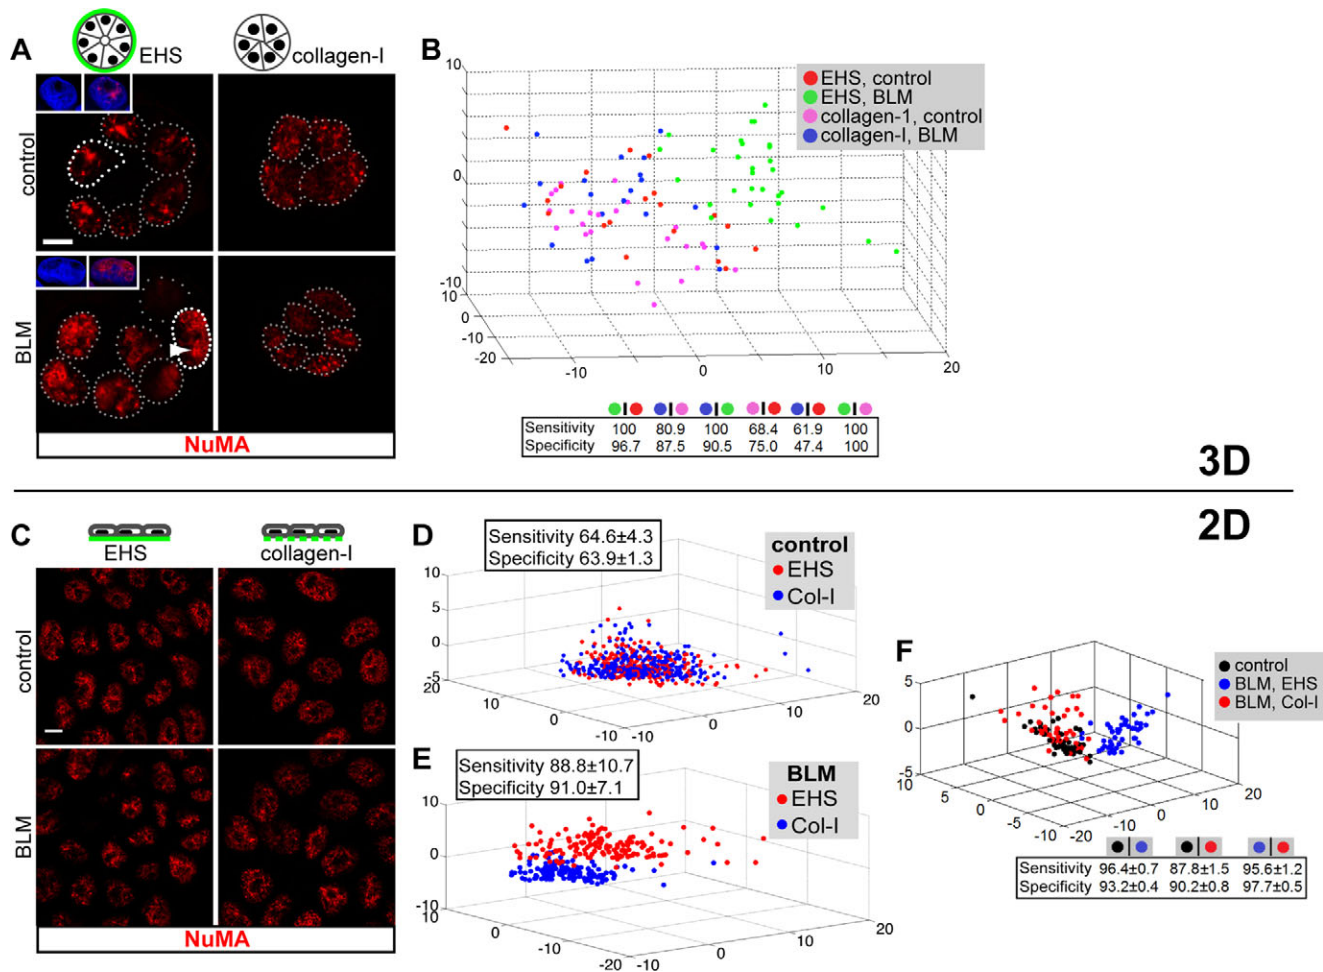 A
EHS
collagen-I
control
BLM
NuMA
B
EHS, control
EHS, BLM
collagen-1, control
collagen-I, BLM
10
0
-10
10
0
-10
-20
-10
0
10
20
Sensitivity 100 80.9 100 68.4 61.9 100
Specificity 96.7 87.5 90.5 75.0 47.4 100
3D
2D
C
EHS
collagen-I
control
BLM
NuMA
D
Sensitivity 64.6±4.3
Specificity 63.9±1.3
control
EHS
Col-I
10
5
0
-5
20
10
0
-10
0
10
20
E
Sensitivity 88.8±10.7
Specificity 91.0±7.1
BLM
EHS
Col-I
10
0
-10
10
0
-10
-20
-10
0
10
20
F
control
BLM, EHS
BLM, Col-I
5
0
-5
10
5
0
-5
-10
-20
-10
0
10
20
Sensitivity 96.4±0.7 87.8±1.5 95.6±1.2
Specificity 93.2±0.4 90.2±0.8 97.7±0.5